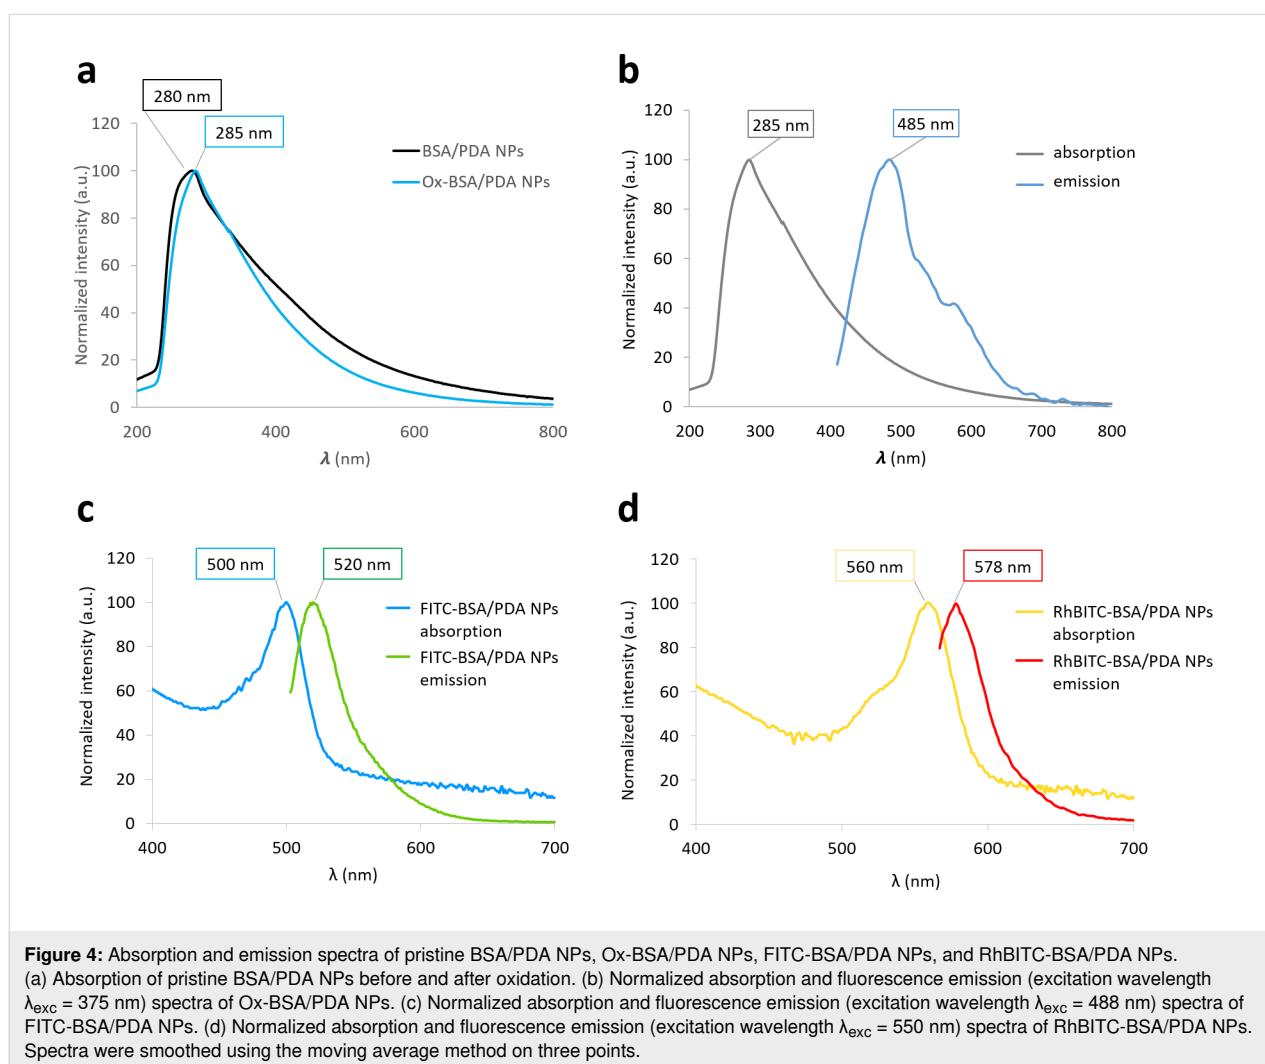 a
280 nm
285 nm
120
100
80
60
40
20
0
200
400
600
800
Normalized intensity (a.u.)
λ (nm)
BSA/PDA NPs
Ox-BSA/PDA NPs
b
285 nm
485 nm
120
100
80
60
40
20
0
200
300
400
500
600
700
800
Normalized intensity (a.u.)
λ (nm)
absorption
emission
c
500 nm
520 nm
120
100
80
60
40
20
0
400
500
600
700
Normalized intensity (a.u.)
λ (nm)
FITC-BSA/PDA NPs
absorption
FITC-BSA/PDA NPs
emission
d
560 nm
578 nm
120
100
80
60
40
20
0
400
500
600
700
Normalized intensity (a.u.)
λ (nm)
RhBITC-BSA/PDA NPs
absorption
RhBITC-BSA/PDA NPs
emission
Figure 4: Absorption and emission spectra of pristine BSA/PDA NPs, Ox-BSA/PDA NPs, FITC-BSA/PDA NPs, and RhBITC-BSA/PDA NPs.
(a) Absorption of pristine BSA/PDA NPs before and after oxidation. (b) Normalized absorption and fluorescence emission (excitation wavelength
λexc = 375 nm) spectra of Ox-BSA/PDA NPs. (c) Normalized absorption and fluorescence emission (excitation wavelength λexc = 488 nm) spectra of
FITC-BSA/PDA NPs. (d) Normalized absorption and fluorescence emission (excitation wavelength λexc = 550 nm) spectra of RhBITC-BSA/PDA NPs.
Spectra were smoothed using the moving average method on three points.